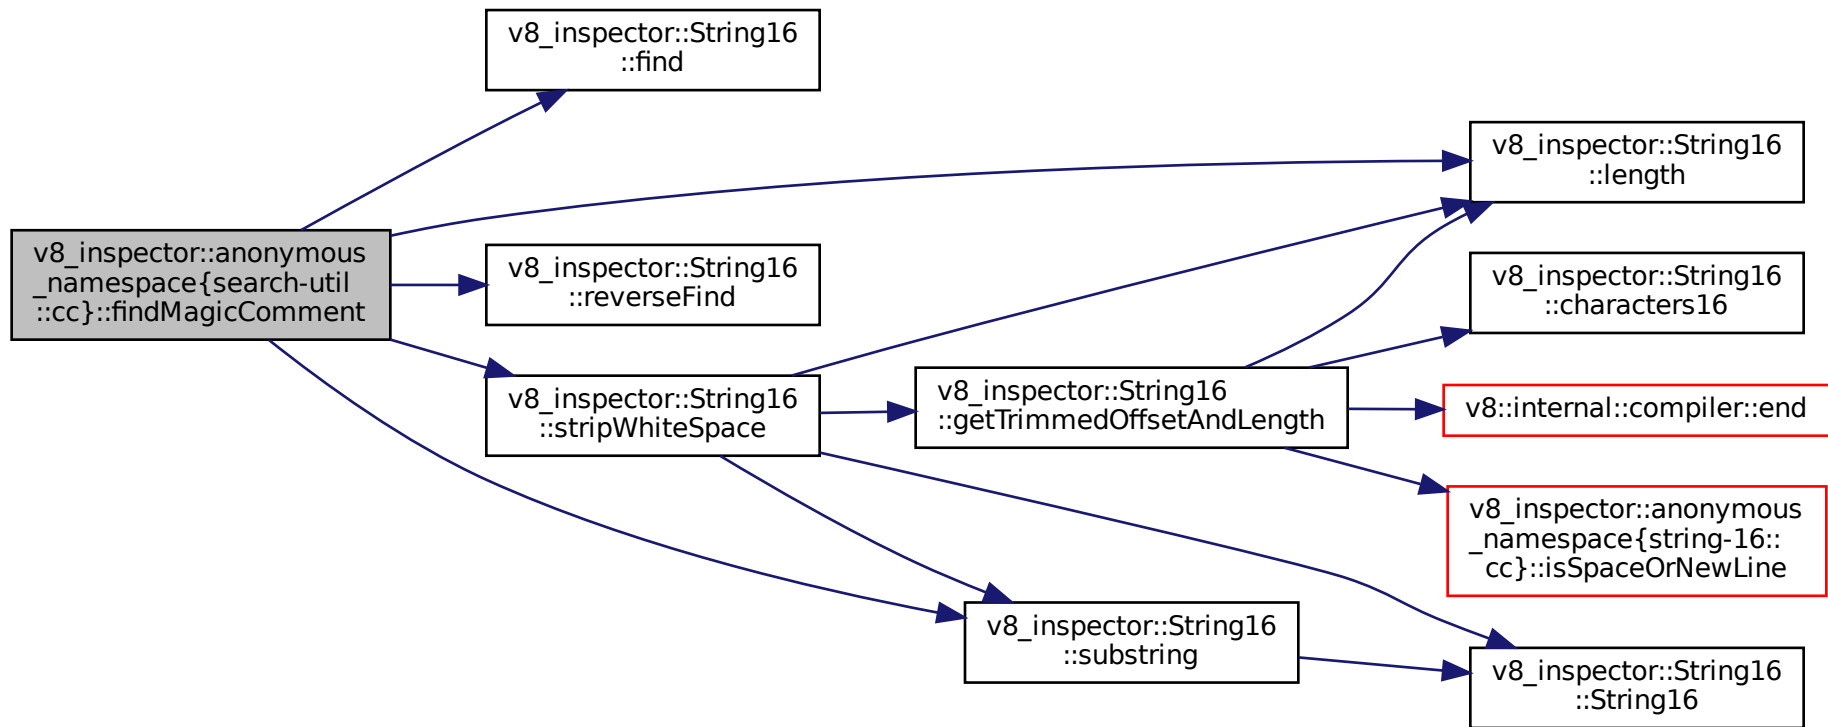 v8_inspector::String16
::find
v8_inspector::String16
::length
v8_inspector::anonymous
_namespace{search-util
::cc}::findMagicComment
v8_inspector::String16
::reverseFind
v8_inspector::String16
::characters16
v8_inspector::String16
::stripWhiteSpace
v8_inspector::String16
::getTrimmedOffsetAndLength
v8::internal::compiler::end
v8_inspector::anonymous
_namespace{string-16::
cc}::isSpaceOrNewLine
v8_inspector::String16
::substring
v8_inspector::String16
::String16